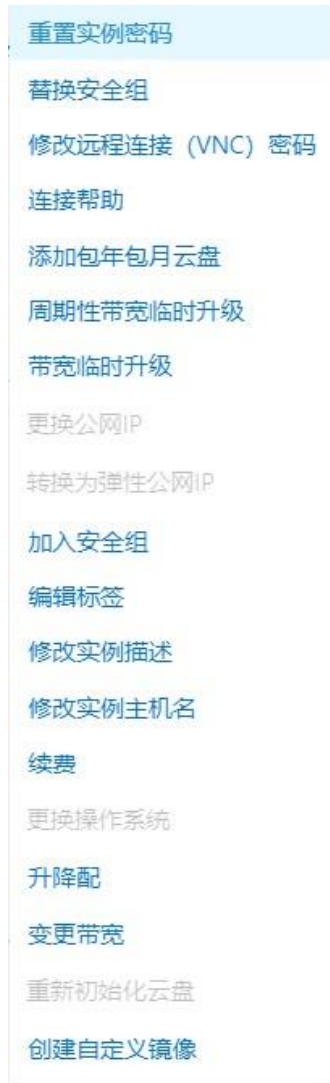 重置实例密码
替换安全组
修改远程连接（VNC）密码
连接帮助
添加包年包月云盘
周期性带宽临时升级
带宽临时升级
更换公网IP
转换为弹性公网IP
加入安全组
编辑标签
修改实例描述
修改实例主机名
续费
更换操作系统
升降配
变更带宽
重新初始化云盘
创建自定义镜像